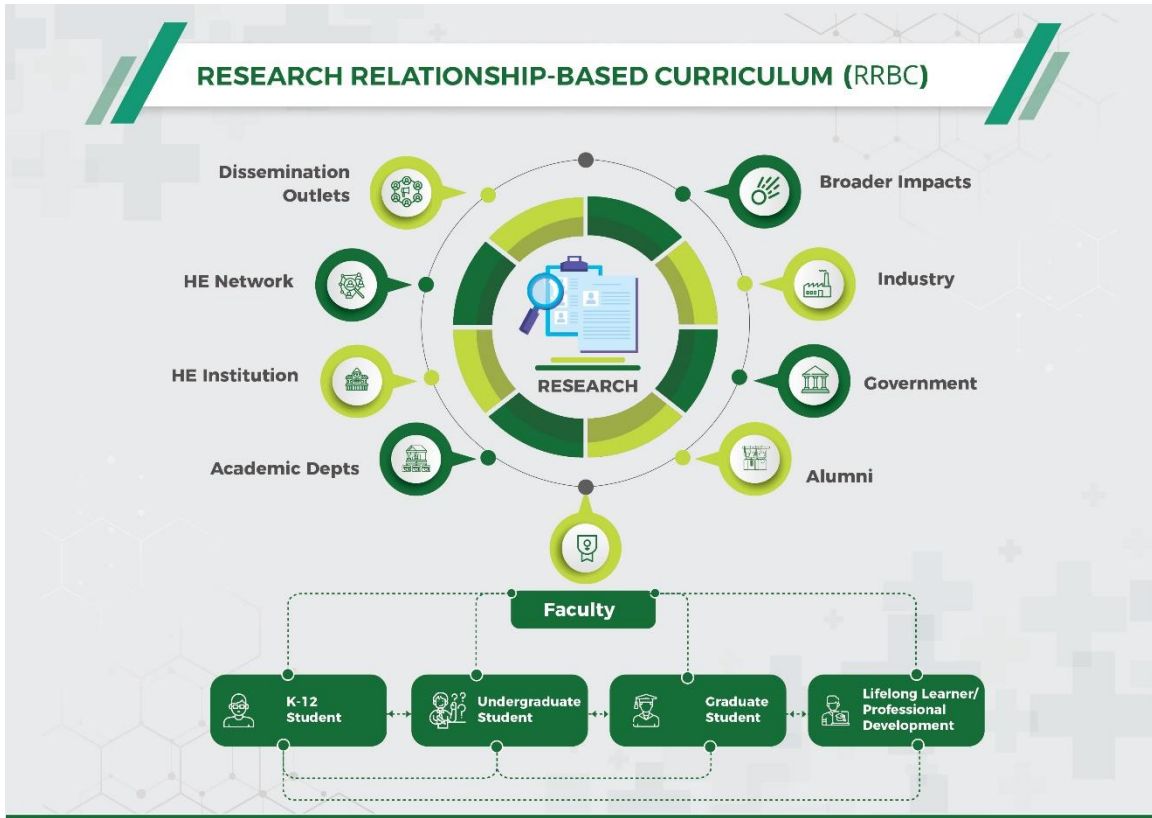 RESEARCH RELATIONSHIP-BASED CURRICULUM (RRBC)
Dissemination
Outlets
Broader Impacts
HE Network
Industry
HE Institution
Government
RESEARCH
Academic Depts
Alumni
Faculty
K-12
Student
Undergraduate
Student
Graduate
Student
Lifelong Learner/
Professional
Development